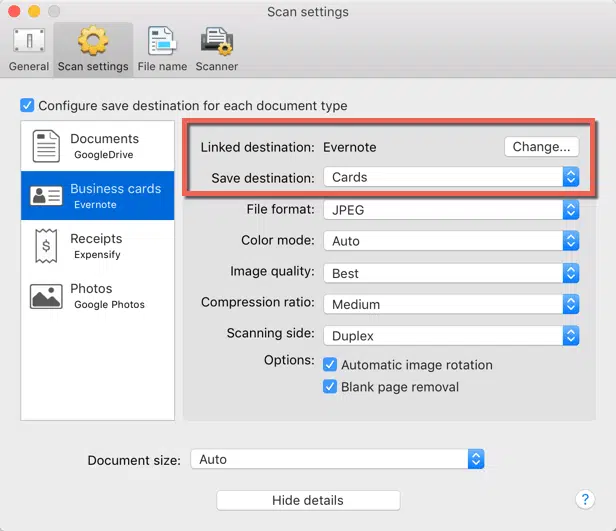 Scan settings
General
Scan settings
File name
Scanner
Configure save destination for each document type
Documents
GoogleDrive
Business cards
Evernote
$
Receipts
Expensify
Photos
Google Photos
Linked destination: Evernote Change...
Save destination: Cards
File format: JPEG
Color mode: Auto
Image quality: Best
Compression ratio: Medium
Scanning side: Duplex
Options: Automatic image rotation
Blank page removal
Document size: Auto
Hide details
?